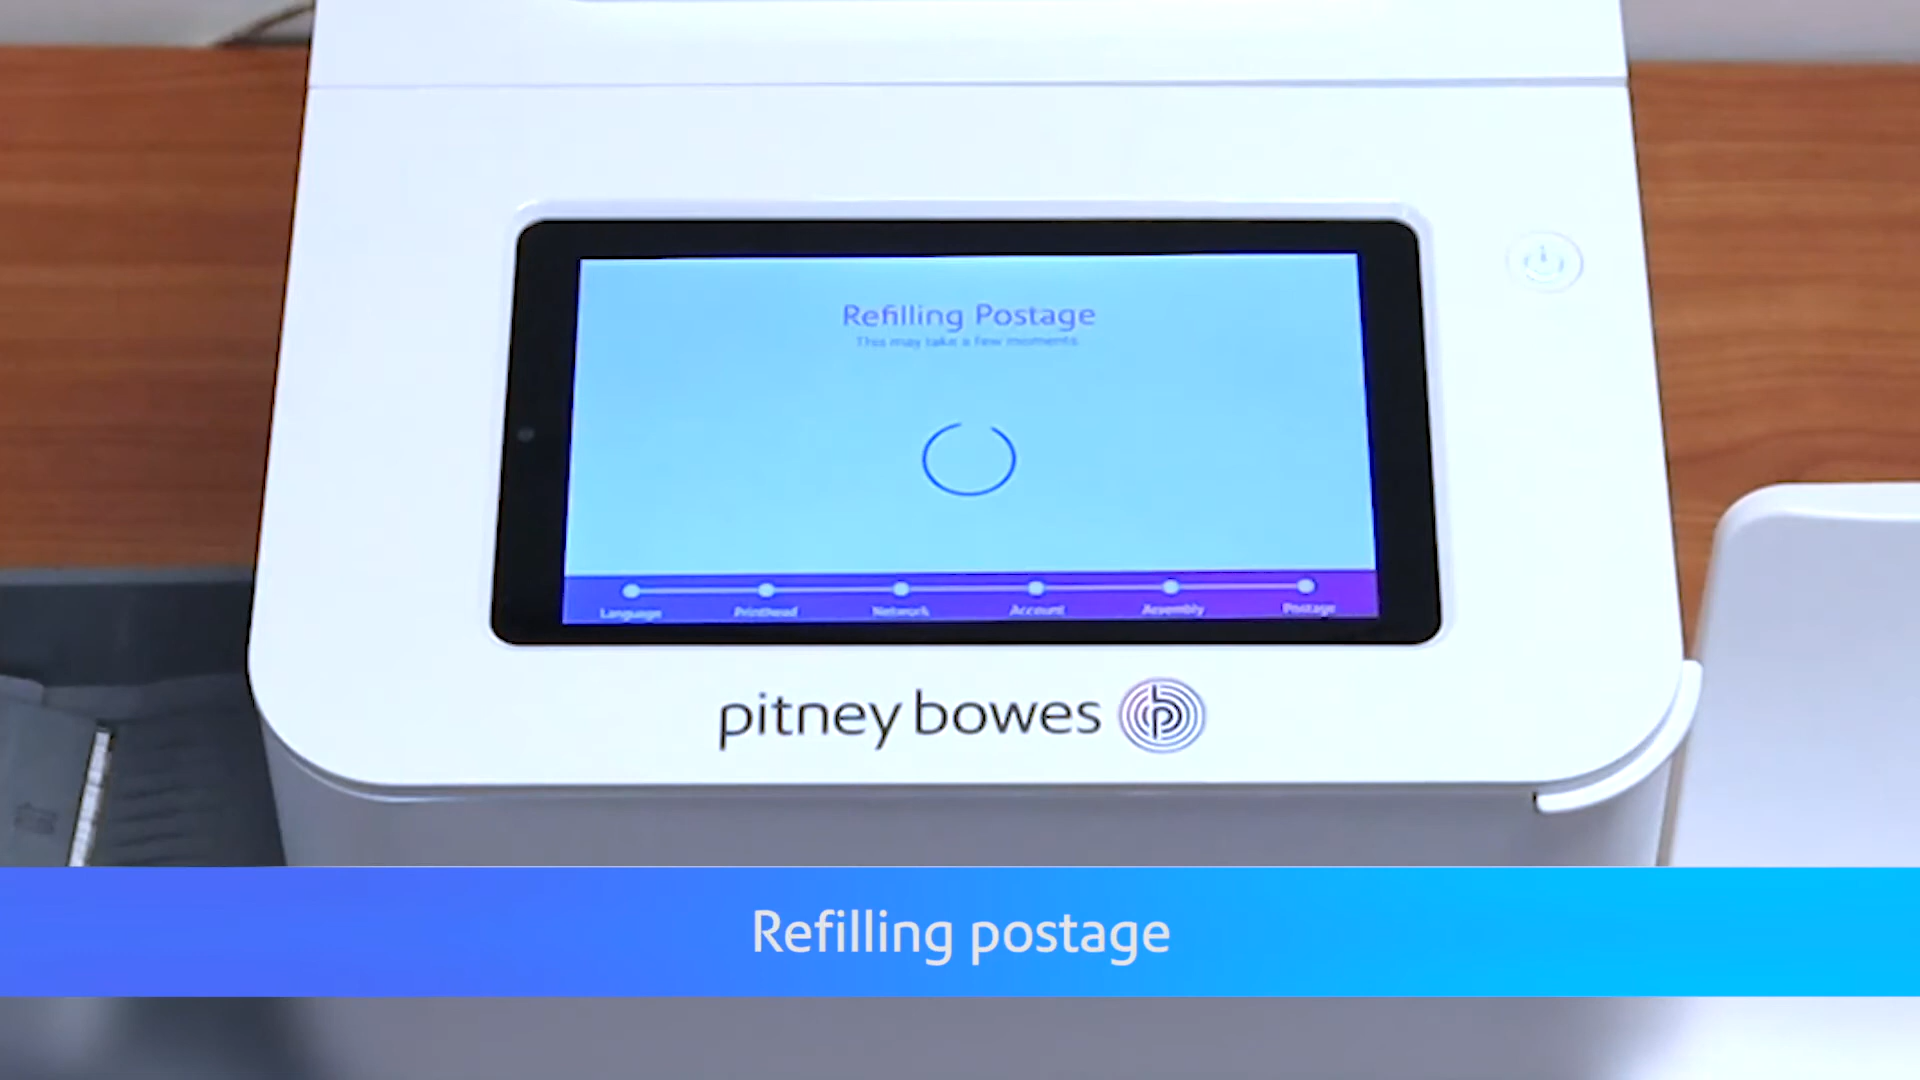 Refilling Postage
This may take a few moments.
Language Printhead Network Account Assembly Postage
pitney bowes
Refilling postage